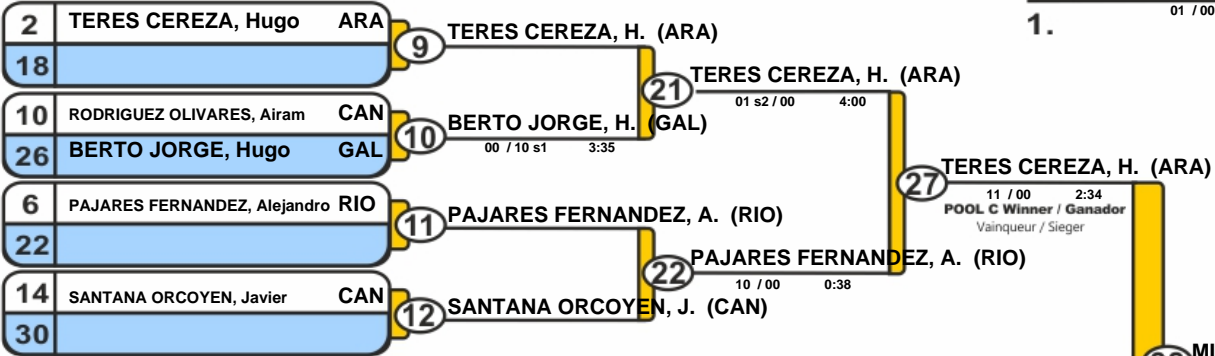 01 / 00
1.
2 TERES CEREZA, Hugo ARA
18
9 TERES CEREZA, H. (ARA)
21 TERES CEREZA, H. (ARA)
01 s2 / 00 4:00
10 RODRIGUEZ OLIVARES, Airam CAN
26 BERTO JORGE, Hugo GAL
10 BERTO JORGE, H. (GAL)
00 / 10 s1 3:35
27 TERES CEREZA, H. (ARA)
11 / 00 2:34
POOL C Winner / Ganador
Vainqueur / Sieger
6 PAJARES FERNANDEZ, Alejandro RIO
22
11 PAJARES FERNANDEZ, A. (RIO)
22 PAJARES FERNANDEZ, A. (RIO)
10 / 00 0:38
14 SANTANA ORCOYEN, Javier CAN
30
12 SANTANA ORCOYEN, J. (CAN)